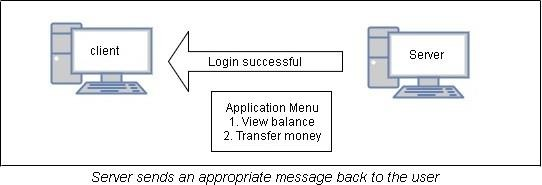 client
Login successful
Server
Application Menu
1. View balance
2. Transfer money
Server sends an appropriate message back to the user